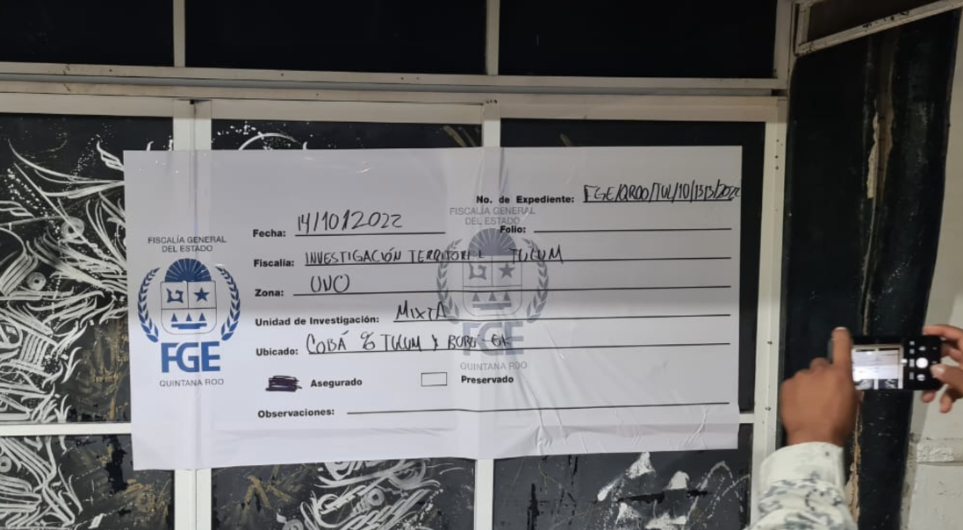 No. de Expediente: FGE/QROO/TUL/10/1313/2022
Fecha: 14/10/2022
Folio:
Fiscalía: INVESTIGACIÓN TERRITORIAL TULUM
Zona: UNO
Unidad de Investigación: MIXTA
Ubicado: COBÁ % TULUM Y
Asegurado
Preservado
Observaciones:
FISCALÍA GENERAL
DEL ESTADO
FGE
QUINTANA ROO
FISCALÍA GENERAL
DEL ESTADO
FGE
QUINTANA ROO